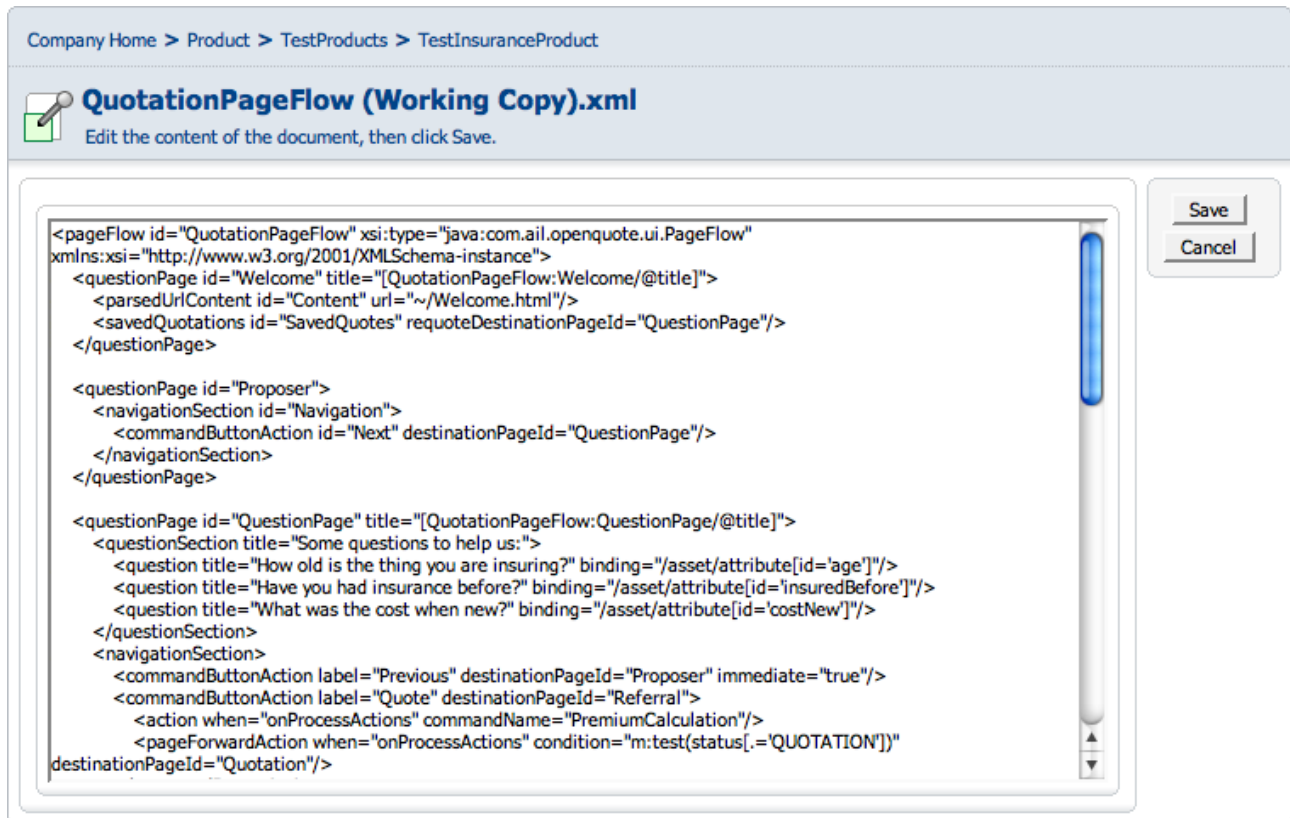 Company Home > Product > TestProducts > TestInsuranceProduct
QuotationPageFlow (Working Copy).xml
Edit the content of the document, then click Save.
Save
Cancel
<pageFlow id="QuotationPageFlow" xsi:type="java:com.ail.openquote.ui.PageFlow"
xmlns:xsi="http://www.w3.org/2001/XMLSchema-instance">
<questionPage id="Welcome" title="[QuotationPageFlow:Welcome/@title]">
<parsedUrlContent id="Content" url="~/Welcome.html"/>
<savedQuotations id="SavedQuotes" requoteDestinationPageId="QuestionPage"/>
</questionPage>
<questionPage id="Proposer">
<navigationSection id="Navigation">
<commandButtonAction id="Next" destinationPageId="QuestionPage"/>
</navigationSection>
</questionPage>
<questionPage id="QuestionPage" title="[QuotationPageFlow:QuestionPage/@title]">
<questionSection title="Some questions to help us:">
<question title="How old is the thing you are insuring?" binding="/asset/attribute[id='age']"/>
<question title="Have you had insurance before?" binding="/asset/attribute[id='insuredBefore']"/>
<question title="What was the cost when new?" binding="/asset/attribute[id='costNew']"/>
</questionSection>
<navigationSection>
<commandButtonAction label="Previous" destinationPageId="Proposer" immediate="true"/>
<commandButtonAction label="Quote" destinationPageId="Referral">
<action when="onProcessActions" commandName="PremiumCalculation"/>
<pageForwardAction when="onProcessActions" condition="m:test(status[.='QUOTATION'])"
destinationPageId="Quotation"/>